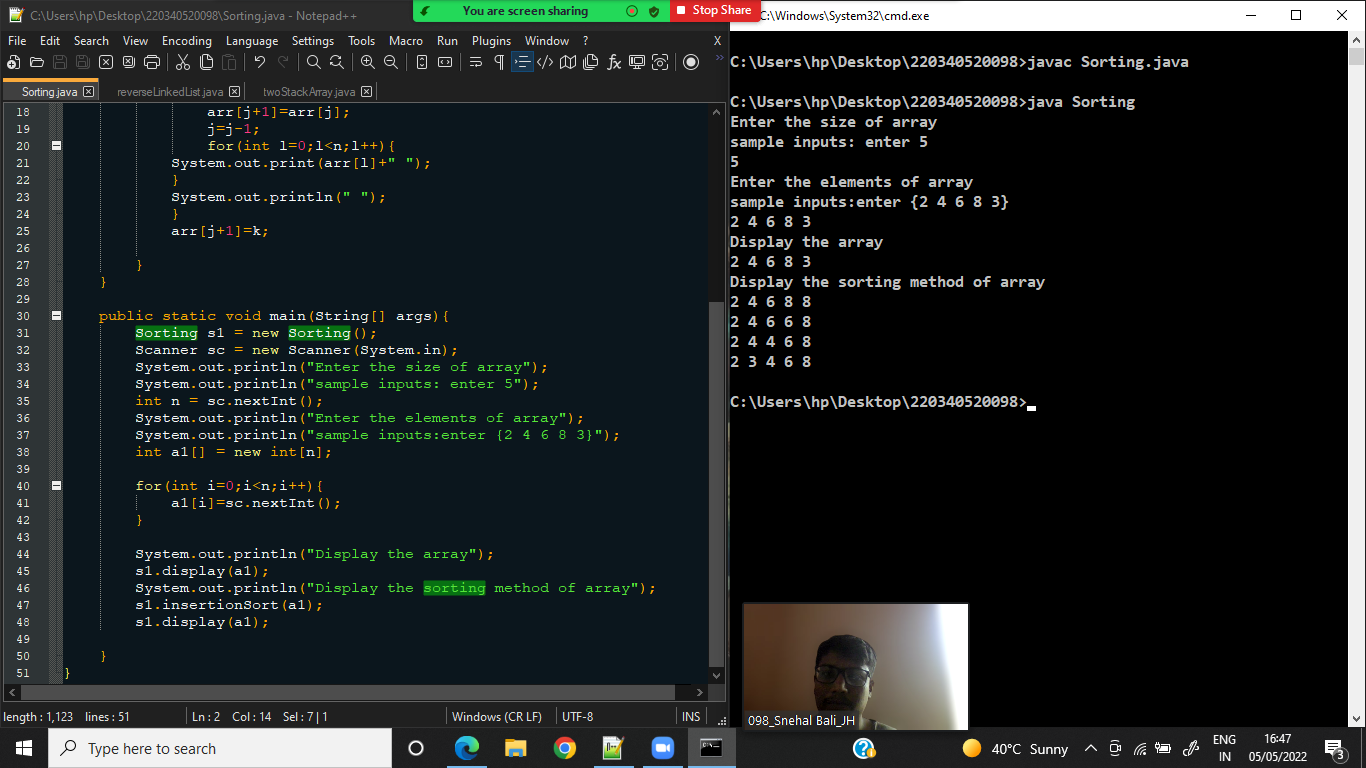 C:\Users\hp\Desktop\220340520098\Sorting.java - Notepad++
You are screen sharing
Stop Share
C:\Windows\System32\cmd.exe
File Edit Search View Encoding Language Settings Tools Macro Run Plugins Window ? X
Sorting.java reverseLinkedList.java twoStackArray.java
18 arr[j+1]=arr[j];
19 j=j-1;
20 for(int l=0;l<n;l++){
21 System.out.print(arr[l]+" ");
22 }
23 System.out.println(" ");
24 }
25 arr[j+1]=k;
26
27 }
28 }
29
30 public static void main(String[] args){
31 Sorting s1 = new Sorting();
32 Scanner sc = new Scanner(System.in);
33 System.out.println("Enter the size of array");
34 System.out.println("sample inputs: enter 5");
35 int n = sc.nextInt();
36 System.out.println("Enter the elements of array");
37 System.out.println("sample inputs:enter {2 4 6 8 3}");
38 int a1[] = new int[n];
39
40 for(int i=0;i<n;i++){
41 a1[i]=sc.nextInt();
42 }
43
44 System.out.println("Display the array");
45 s1.display(a1);
46 System.out.println("Display the sorting method of array");
47 s1.insertionSort(a1);
48 s1.display(a1);
49
50 }
51 }
length : 1,123 lines : 51 Ln : 2 Col : 14 Sel : 7 | 1 Windows (CR LF) UTF-8 INS
C:\Users\hp\Desktop\220340520098>javac Sorting.java
C:\Users\hp\Desktop\220340520098>java Sorting
Enter the size of array
sample inputs: enter 5
5
Enter the elements of array
sample inputs:enter {2 4 6 8 3}
2 4 6 8 3
Display the array
2 4 6 8 3
Display the sorting method of array
2 4 6 8 8
2 4 6 6 8
2 4 4 6 8
2 3 4 6 8
C:\Users\hp\Desktop\220340520098>
098_Snehal Bali_JH
Type here to search
40°C Sunny
ENG
IN
16:47
05/05/2022
3